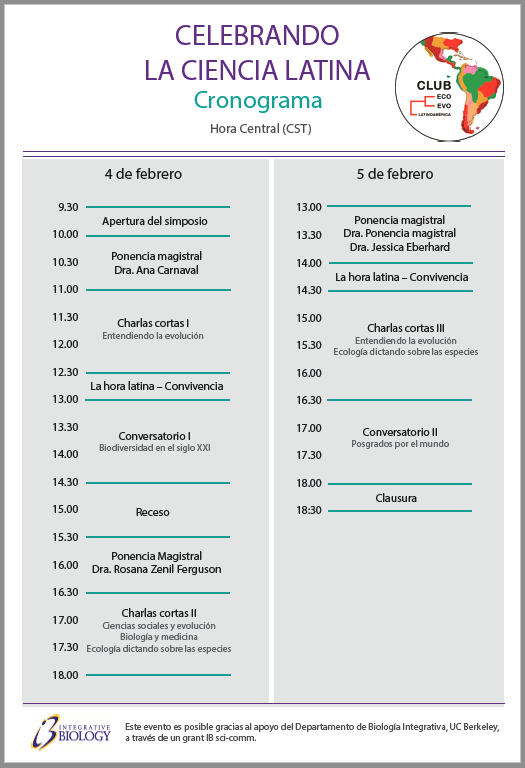 CELEBRANDO
LA CIENCIA LATINA
Cronograma
Hora Central (CST)
CLUB
ECO
EVO
LATINOAMÉRICA
4 de febrero
9.30
Apertura del simposio
10.00
10.30
Ponencia magistral
Dra. Ana Carnaval
11.00
11.30
Charlas cortas I
Entendiendo la evolución
12.00
12.30
La hora latina – Convivencia
13.00
13.30
Conversatorio I
Biodiversidad en el siglo XXI
14.00
14.30
15.00
Receso
15.30
Ponencia Magistral
16.00
Dra. Rosana Zenil Ferguson
16.30
Charlas cortas II
17.00
Ciencias sociales y evolución
Biología y medicina
17.30
Ecología dictando sobre las especies
18.00
5 de febrero
13.00
Ponencia magistral
13.30
Dra. Ponencia magistral
Dra. Jessica Eberhard
14.00
La hora latina – Convivencia
14.30
15.00
Charlas cortas III
Entendiendo la evolución
15.30
Ecología dictando sobre las especies
16.00
16.30
17.00
Conversatorio II
Posgrados por el mundo
17.30
18.00
Clausura
18:30
INTEGRATIVE
BIOLOGY
Este evento es posible gracias al apoyo del Departamento de Biología Integrativa, UC Berkeley,
a través de un grant IB sci-comm.